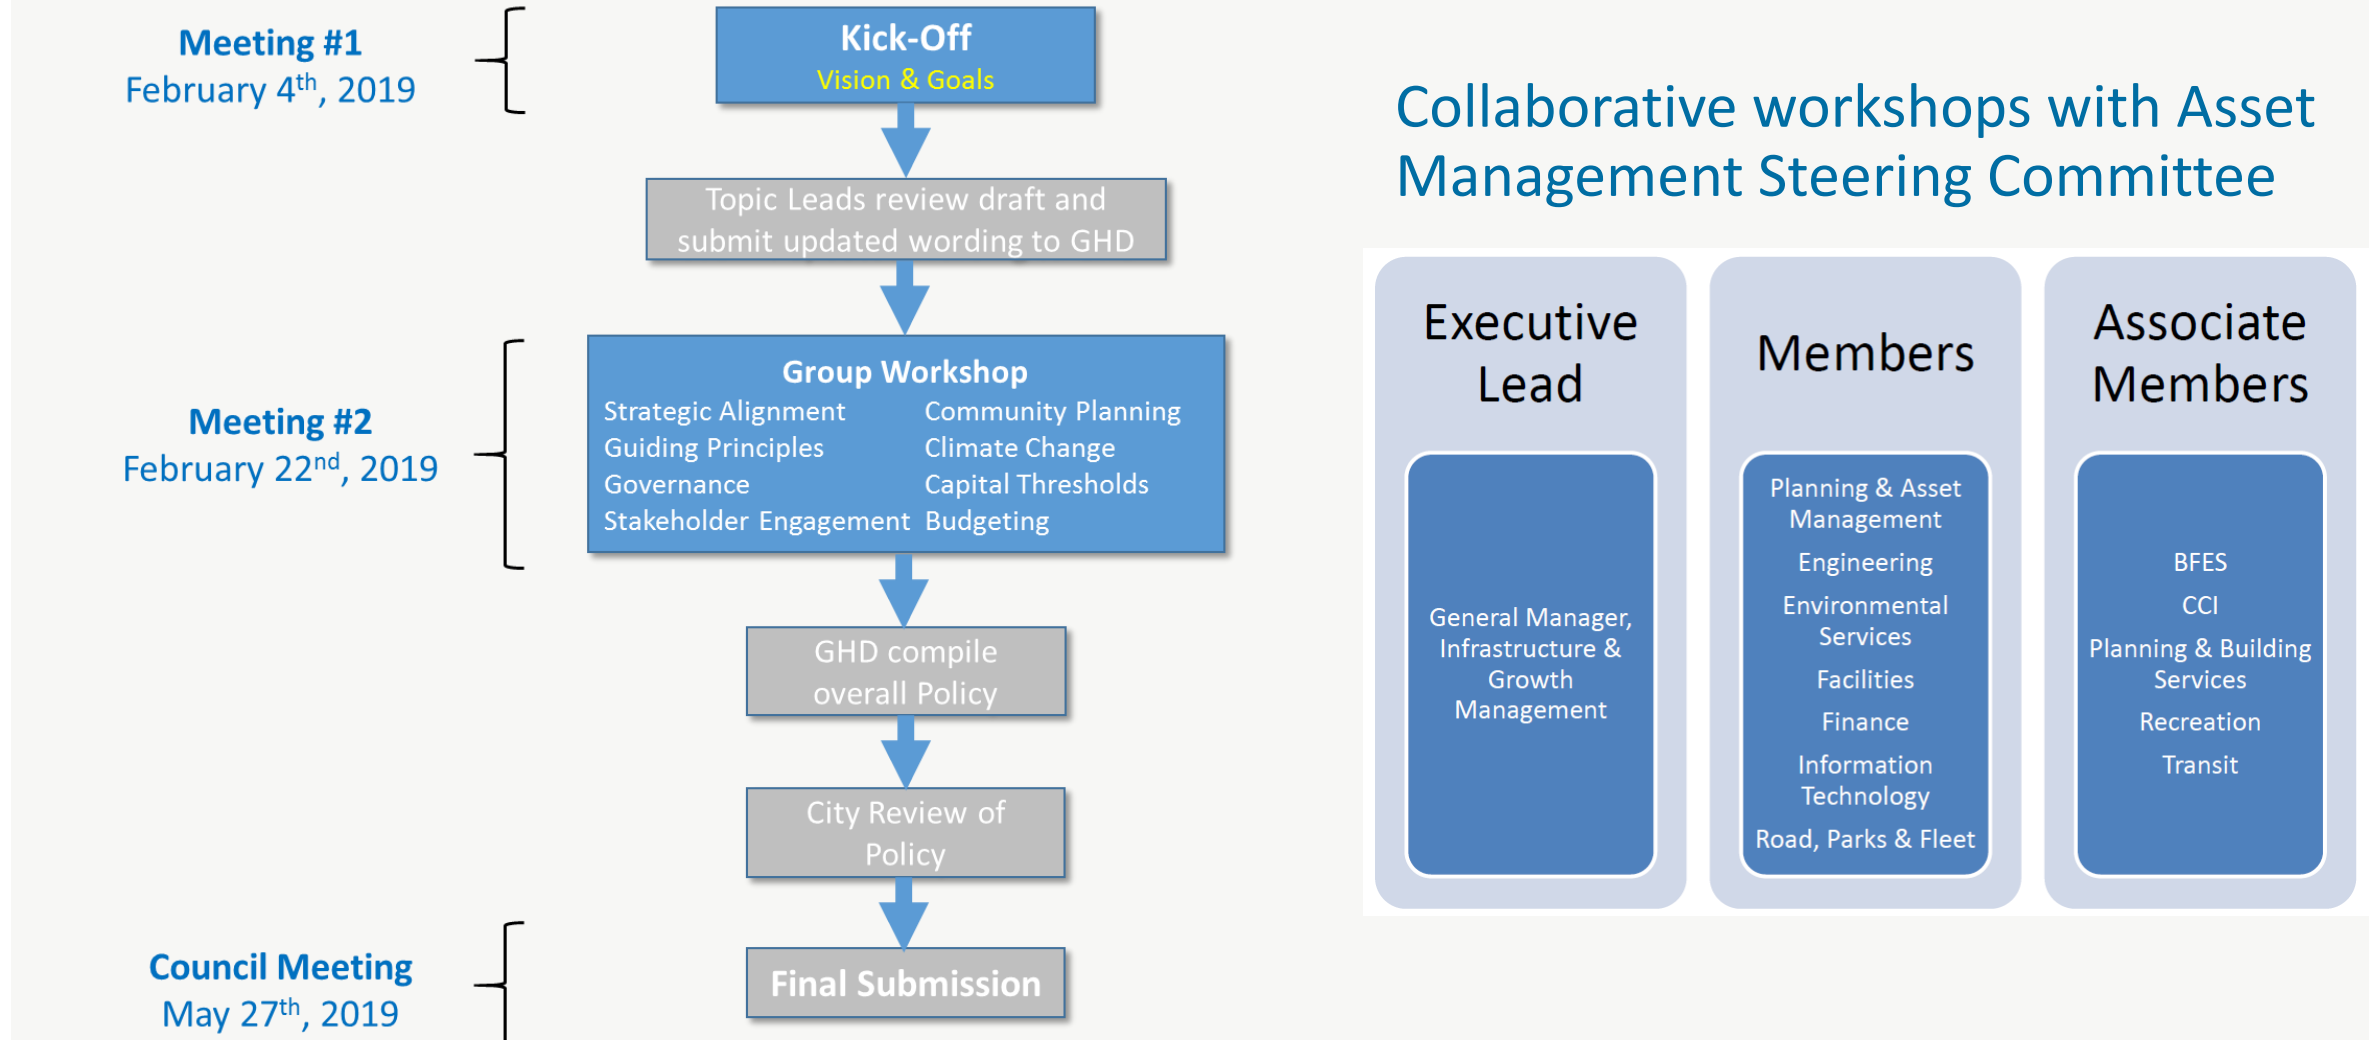 Meeting #1
February 4th, 2019
Kick-Off
Vision & Goals
Topic Leads review draft and
submit updated wording to GHD
Meeting #2
February 22nd, 2019
Group Workshop
Strategic Alignment
Guiding Principles
Governance
Stakeholder Engagement
Community Planning
Climate Change
Capital Thresholds
Budgeting
GHD compile
overall Policy
City Review of
Policy
Council Meeting
May 27th, 2019
Final Submission
Collaborative workshops with Asset
Management Steering Committee
Executive
Lead
General Manager,
Infrastructure &
Growth
Management
Members
Planning & Asset
Management
Engineering
Environmental
Services
Facilities
Finance
Information
Technology
Road, Parks & Fleet
Associate
Members
BFES
CCI
Planning & Building
Services
Recreation
Transit